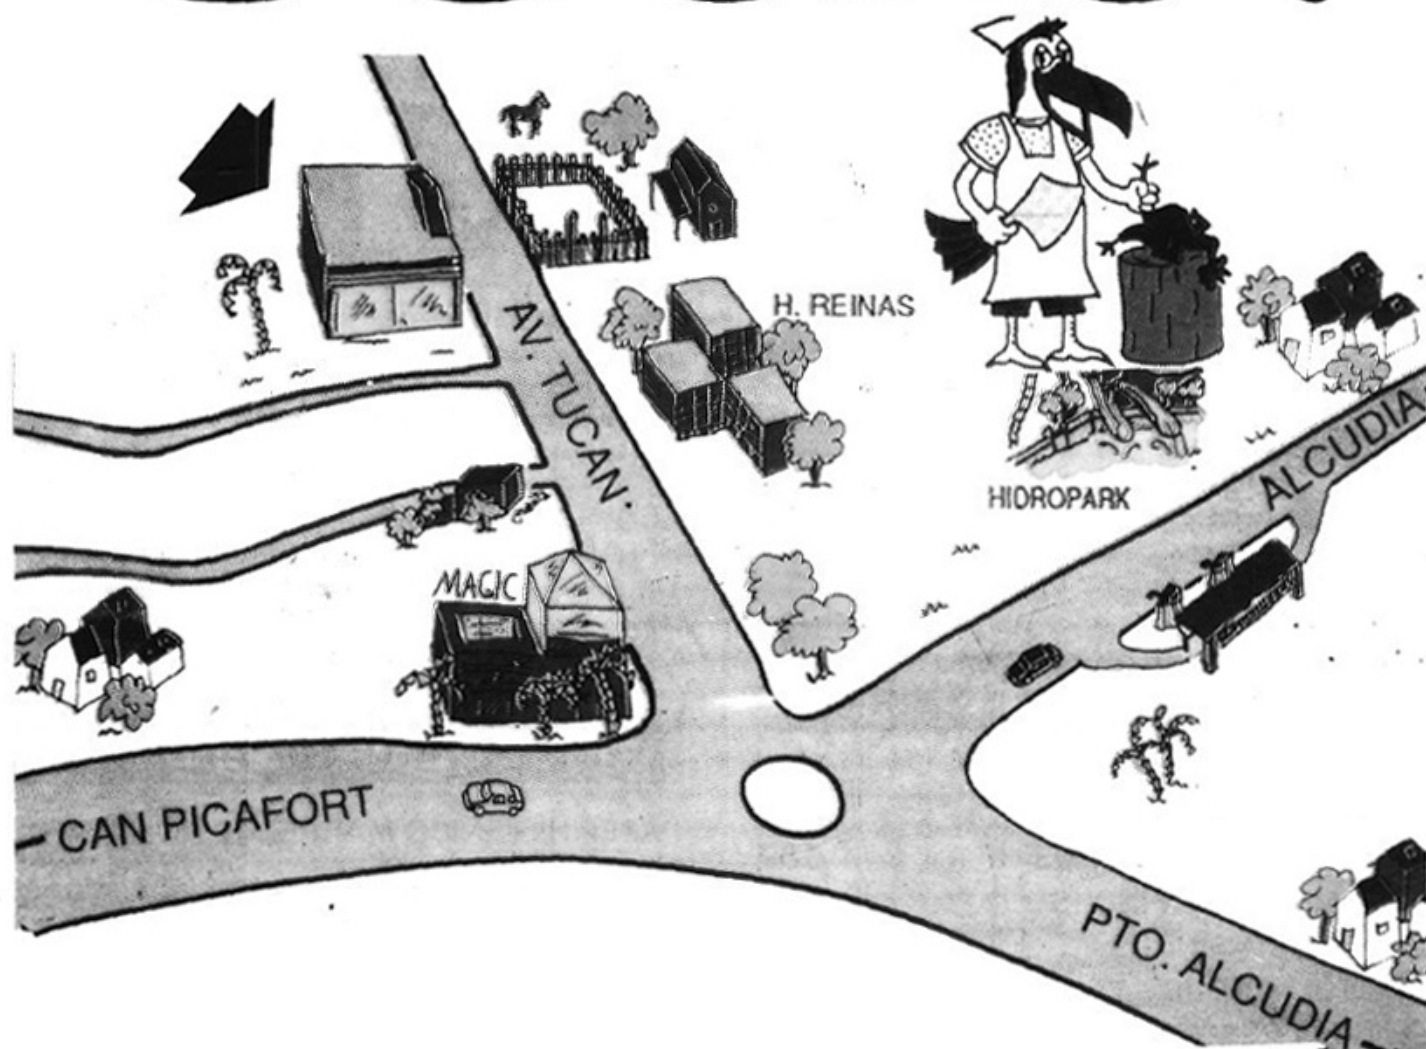 H. REINAS
AV. TUCAN
ALCUDIA
HIDROPARK
MAGIC
CAN PICAFORT
PTO. ALCUDIA